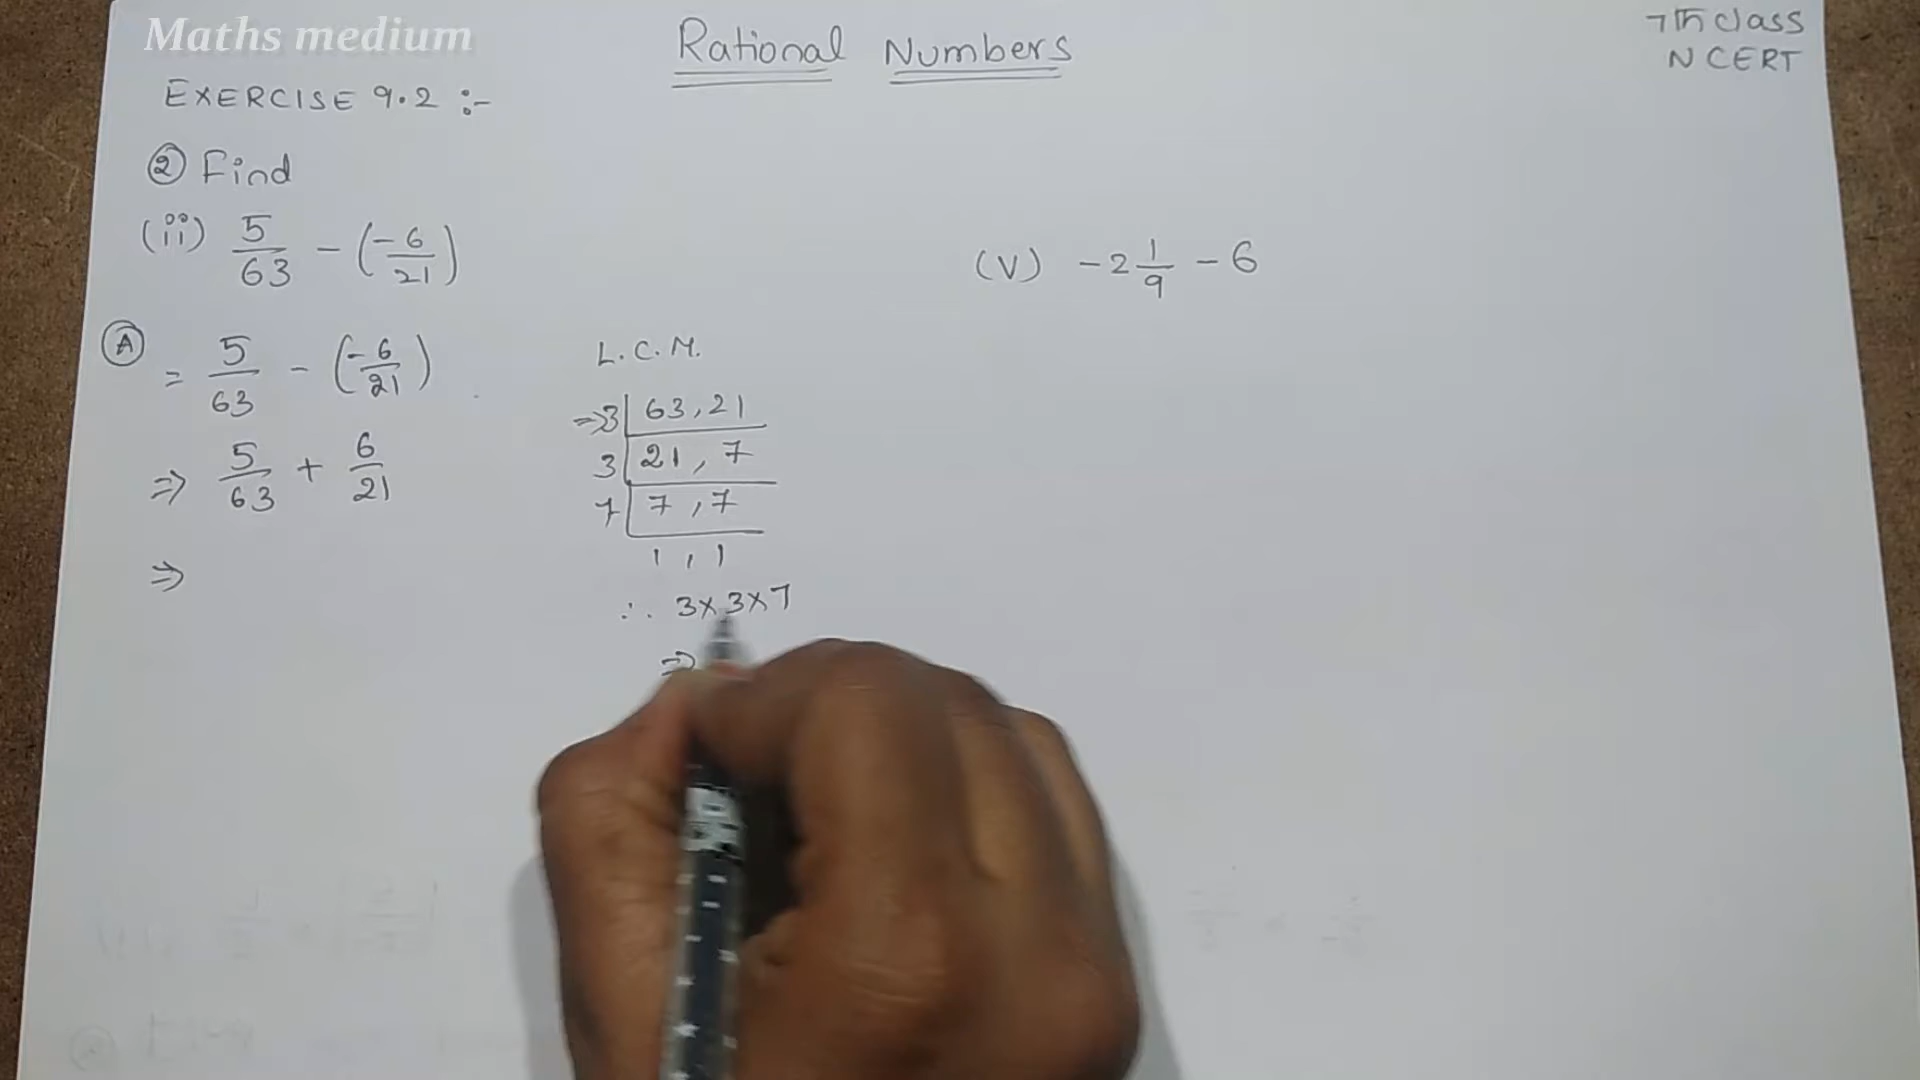 Maths medium
Rational Numbers
7th class
NCERT
EXERCISE 9.2 :-
② Find
(ii) 5/63 - (-6/21)
(V) -2 1/9 - 6
Ⓐ = 5/63 - (-6/21)
⇒ 5/63 + 6/21
⇒
L.C.M.
⇒ 3 | 63, 21
3 | 21, 7
7 | 7, 7
1, 1
∴ 3×3×7
⇒